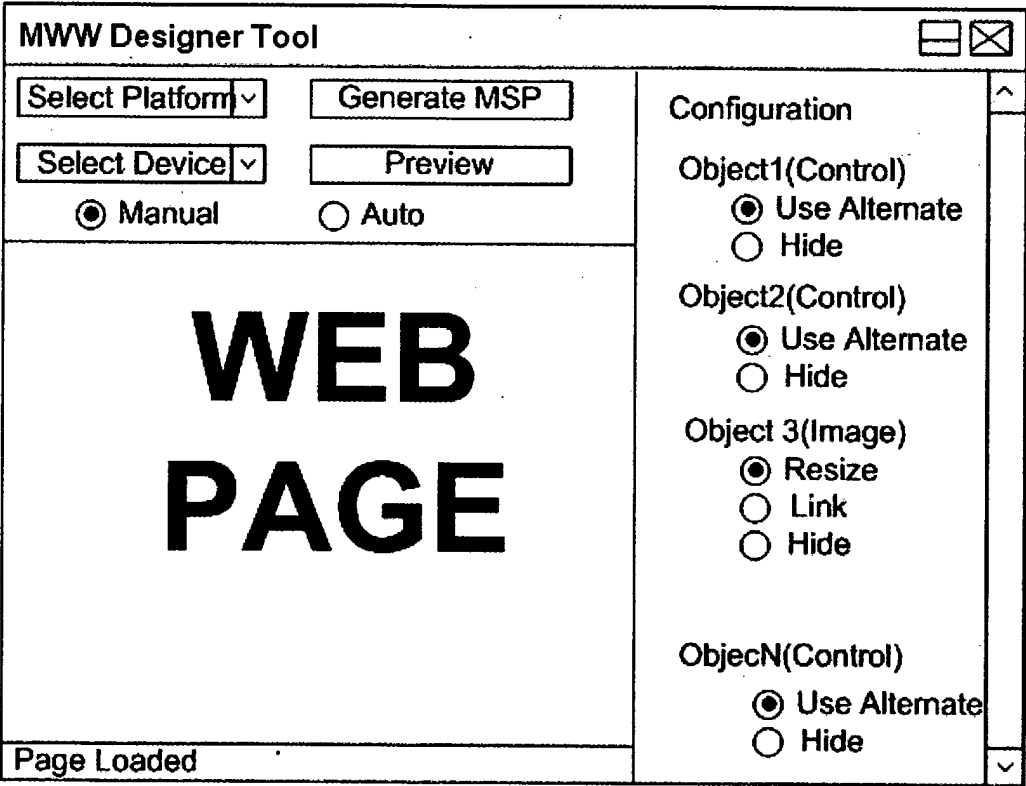 MWW Designer Tool
Select Platform
Generate MSP
Select Device
Preview
Manual
Auto
WEB
PAGE
Page Loaded
Configuration
Object1(Control)
Use Alternate
Hide
Object2(Control)
Use Alternate
Hide
Object 3(Image)
Resize
Link
Hide
ObjecN(Control)
Use Alternate
Hide